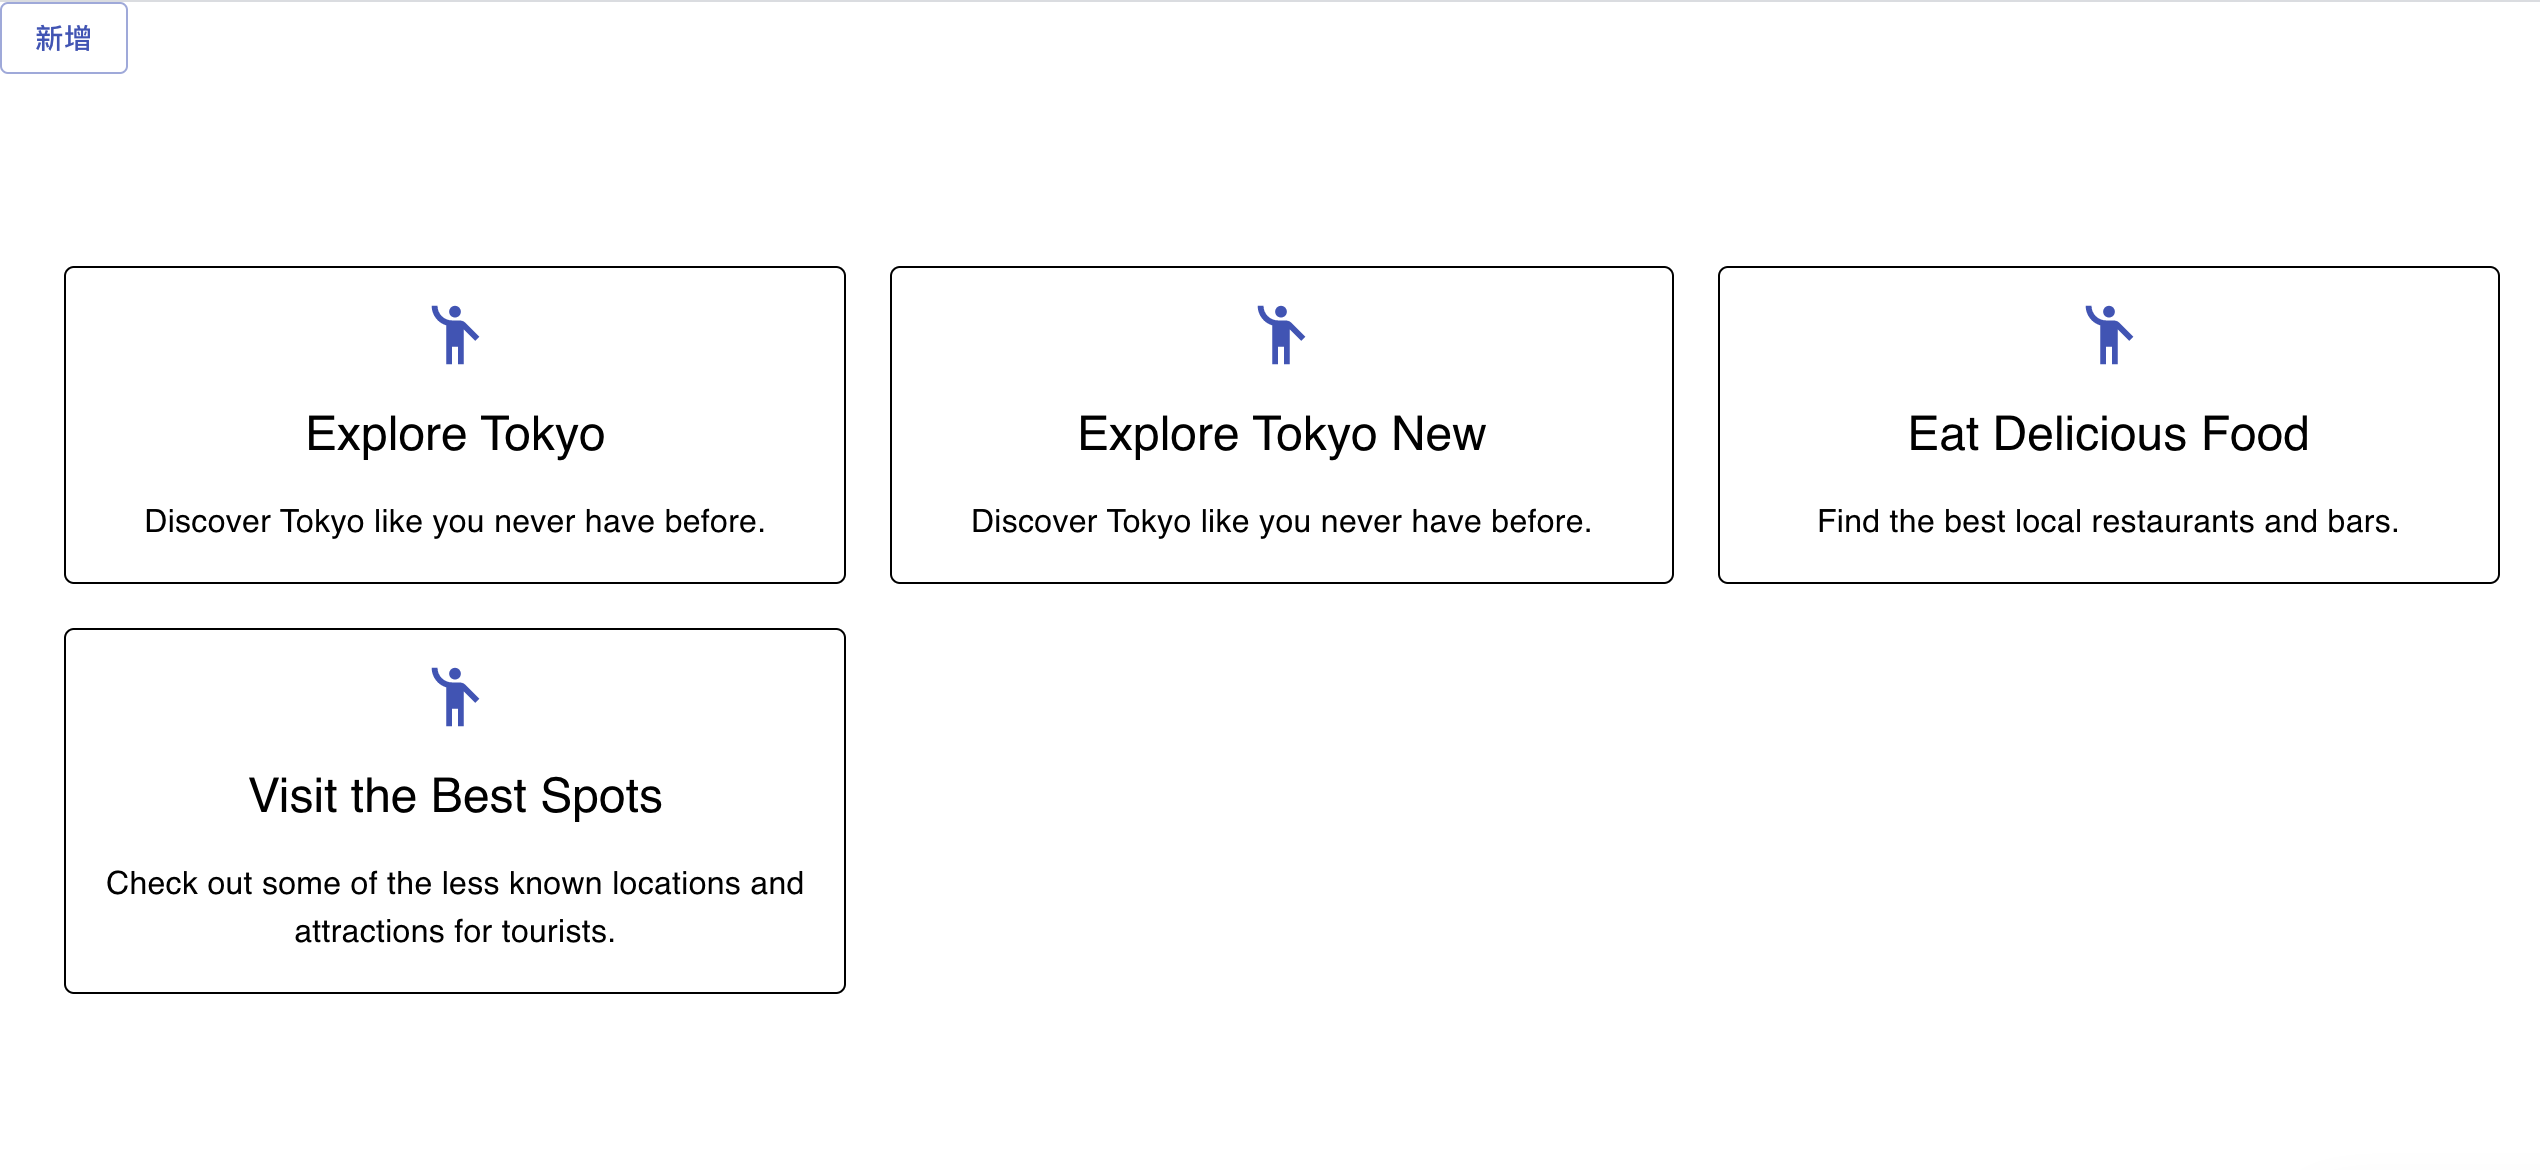 新增
Explore Tokyo
Discover Tokyo like you never have before.
Explore Tokyo New
Discover Tokyo like you never have before.
Eat Delicious Food
Find the best local restaurants and bars.
Visit the Best Spots
Check out some of the less known locations and
attractions for tourists.